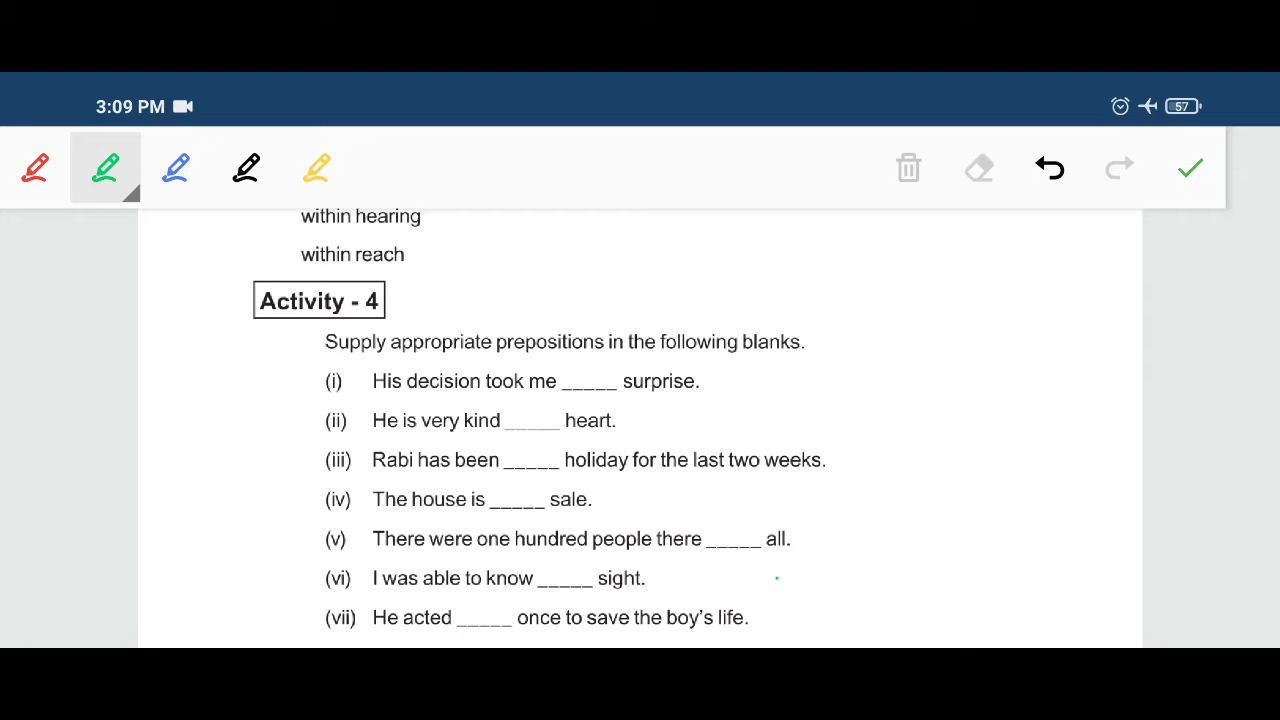 3:09 PM
57
within hearing
within reach
Activity - 4
Supply appropriate prepositions in the following blanks.
(i) His decision took me _____ surprise.
(ii) He is very kind _____ heart.
(iii) Rabi has been _____ holiday for the last two weeks.
(iv) The house is _____ sale.
(v) There were one hundred people there _____ all.
(vi) I was able to know _____ sight.
(vii) He acted _____ once to save the boy's life.